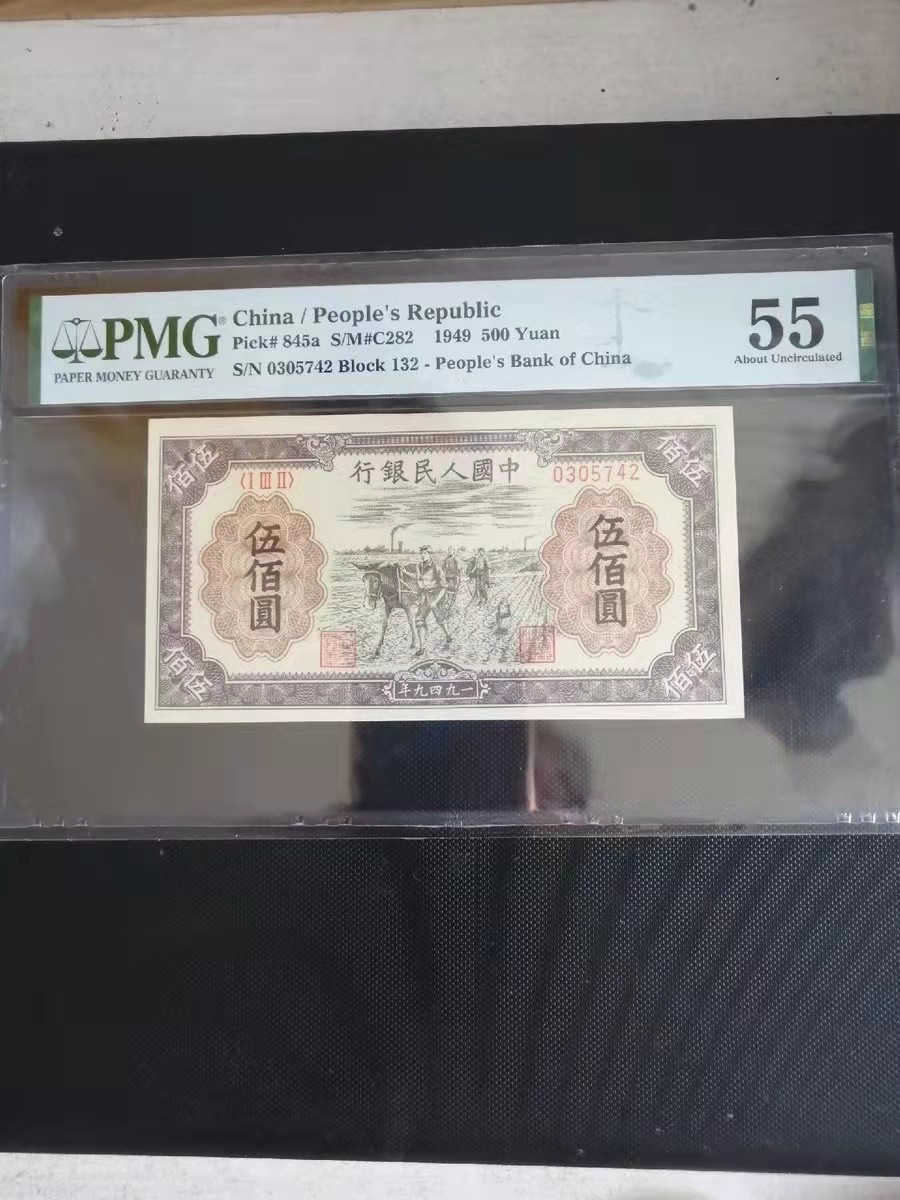 PMG®
PAPER MONEY GUARANTY
China / People's Republic
Pick# 845a S/M#C282 1949 500 Yuan
S/N 0305742 Block 132 - People's Bank of China
55
About Uncirculated
伍佰
伍佰
中國人民銀行
〈I III II〉
0305742
伍佰圓
伍佰圓
伍佰
伍佰
一九四九年